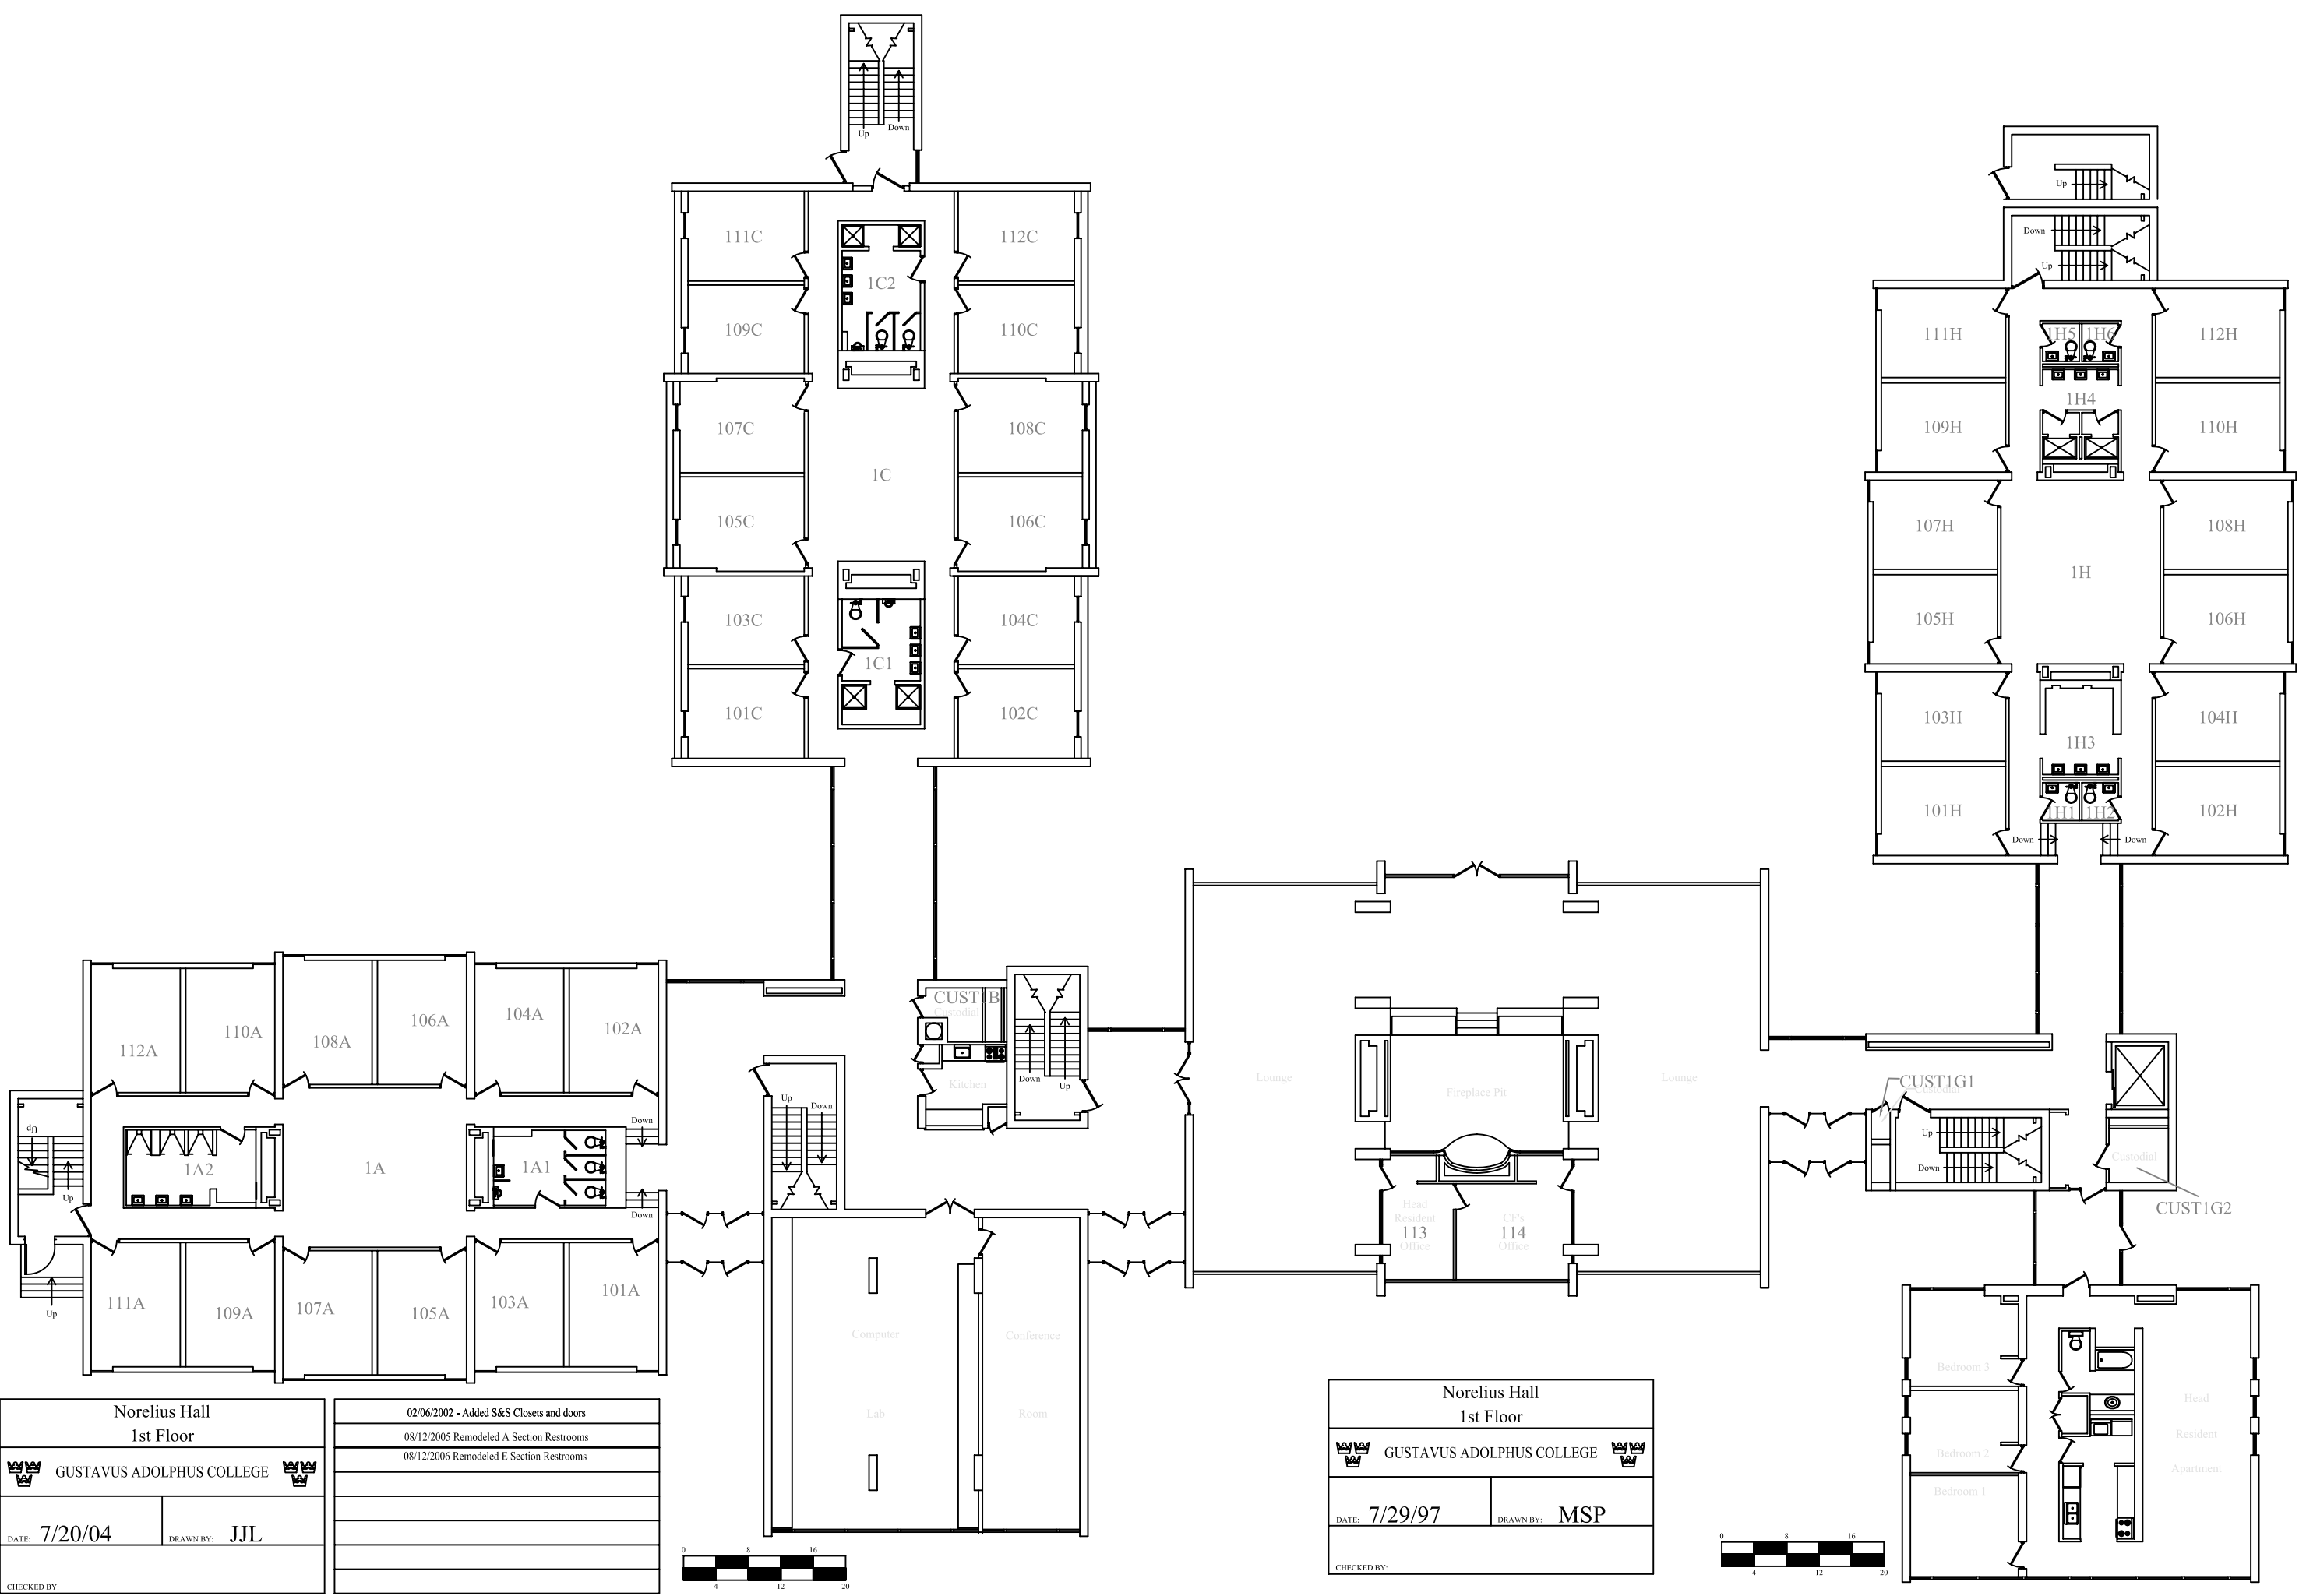 Up
Down
111C
112C
1C2
109C
110C
107C
108C
1C
105C
106C
103C
104C
1C1
101C
102C
Up
Down
Up
111H
1H5
1H6
112H
1H4
109H
110H
107H
108H
1H
105H
106H
103H
104H
1H3
101H
1H1
1H2
102H
Down
Down
112A
110A
108A
106A
104A
102A
Up
Up
1A2
1A
1A1
Down
Down
111A
109A
107A
105A
103A
101A
Up
CUST1B
Custodial
Kitchen
Down
Up
Up
Down
Lounge
Fireplace Pit
Lounge
Head
Resident
113
Office
CF's
114
Office
CUST1G1
Up
Down
Custodial
CUST1G2
Computer
Lab
Conference
Room
Bedroom 3
Bedroom 2
Bedroom 1
Head
Resident
Apartment
Norelius Hall
1st Floor
GUSTAVUS ADOLPHUS COLLEGE
DATE: 7/20/04
DRAWN BY: JJL
CHECKED BY:
02/06/2002 - Added S&S Closets and doors
08/12/2005 Remodeled A Section Restrooms
08/12/2006 Remodeled E Section Restrooms
0 8 16
4 12 20
Norelius Hall
1st Floor
GUSTAVUS ADOLPHUS COLLEGE
DATE: 7/29/97
DRAWN BY: MSP
CHECKED BY:
0 8 16
4 12 20